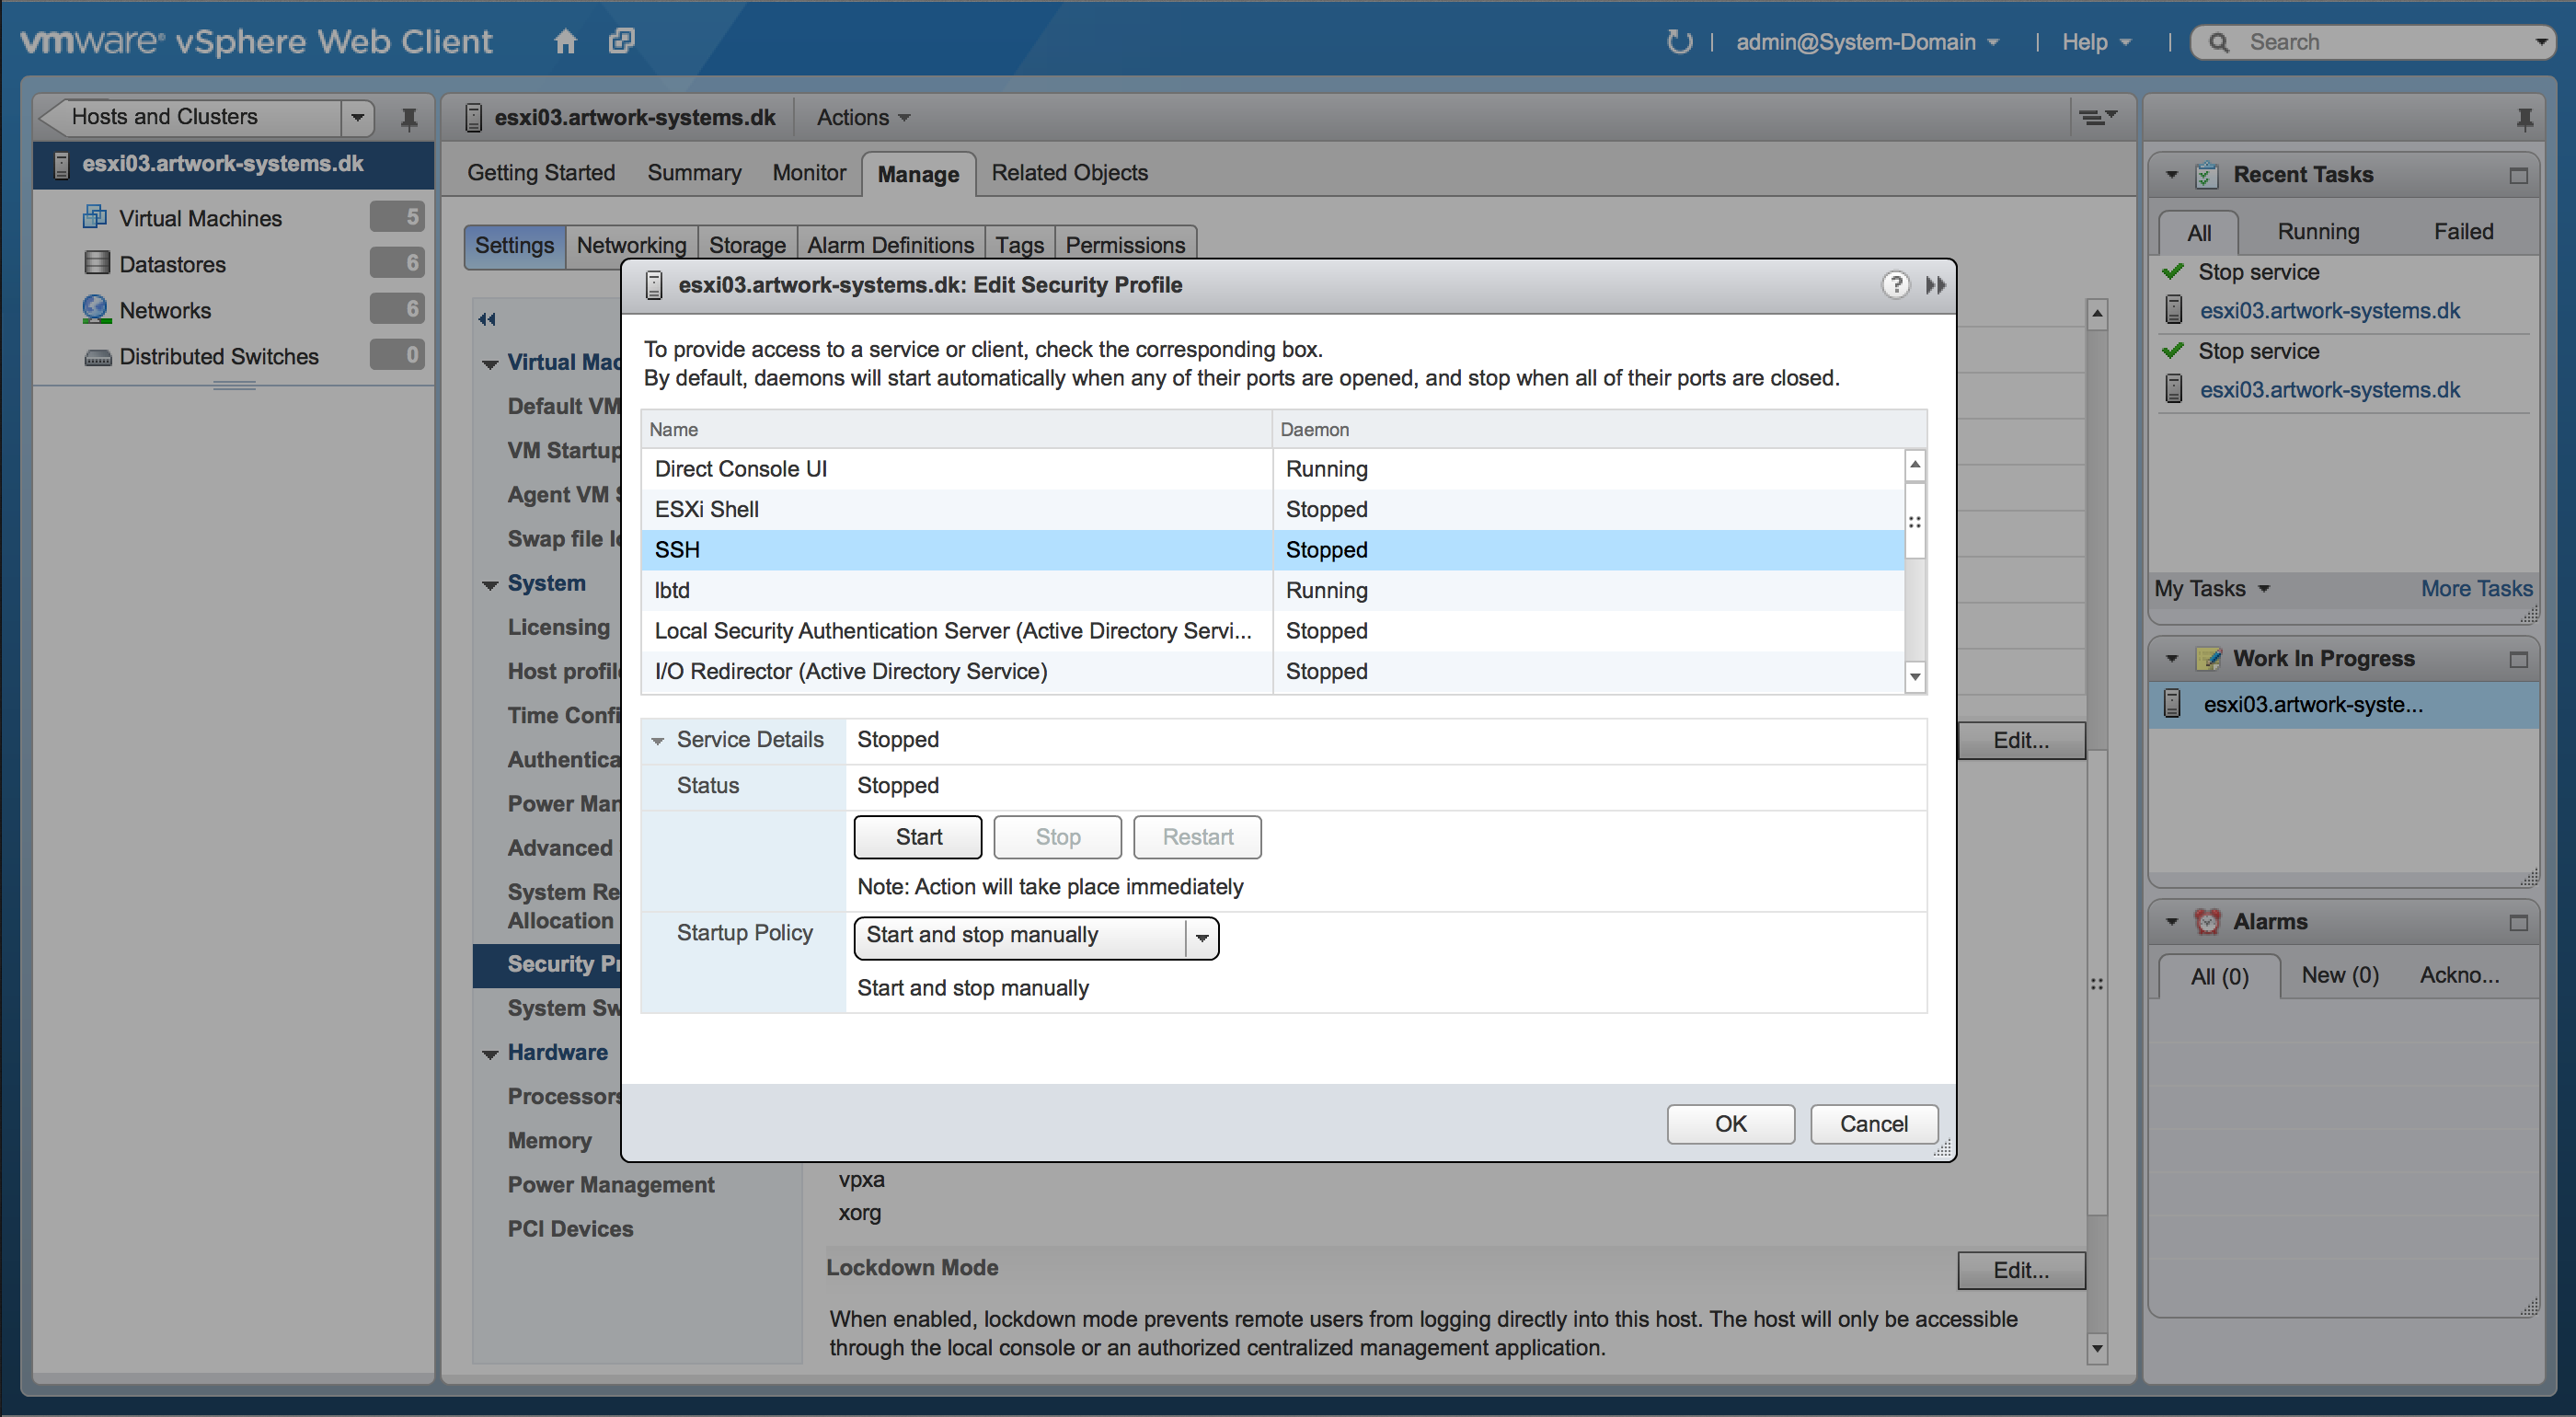 vmware® vSphere Web Client
admin@System-Domain
Help
Search
Hosts and Clusters
esxi03.artwork-systems.dk
Virtual Machines 5
Datastores 6
Networks 6
Distributed Switches 0
esxi03.artwork-systems.dk Actions
Getting Started Summary Monitor Manage Related Objects
Settings Networking Storage Alarm Definitions Tags Permissions
Virtual Mac
Default VM
VM Startup
Agent VM S
Swap file lo
System
Licensing
Host profile
Time Confi
Authentica
Power Man
Advanced
System Re
Allocation
Security Pr
System Sw
Hardware
Processors
Memory
Power Management
PCI Devices
esxi03.artwork-systems.dk: Edit Security Profile
?
To provide access to a service or client, check the corresponding box.
By default, daemons will start automatically when any of their ports are opened, and stop when all of their ports are closed.
Name Daemon
Direct Console UI Running
ESXi Shell Stopped
SSH Stopped
lbtd Running
Local Security Authentication Server (Active Directory Servi... Stopped
I/O Redirector (Active Directory Service) Stopped
Service Details Stopped
Status Stopped
Start Stop Restart
Note: Action will take place immediately
Startup Policy Start and stop manually
Start and stop manually
OK Cancel
Edit...
vpxa
xorg
Lockdown Mode Edit...
When enabled, lockdown mode prevents remote users from logging directly into this host. The host will only be accessible
through the local console or an authorized centralized management application.
Recent Tasks
All Running Failed
Stop service
esxi03.artwork-systems.dk
Stop service
esxi03.artwork-systems.dk
My Tasks More Tasks
Work In Progress
esxi03.artwork-syste...
Alarms
All (0) New (0) Ackno...